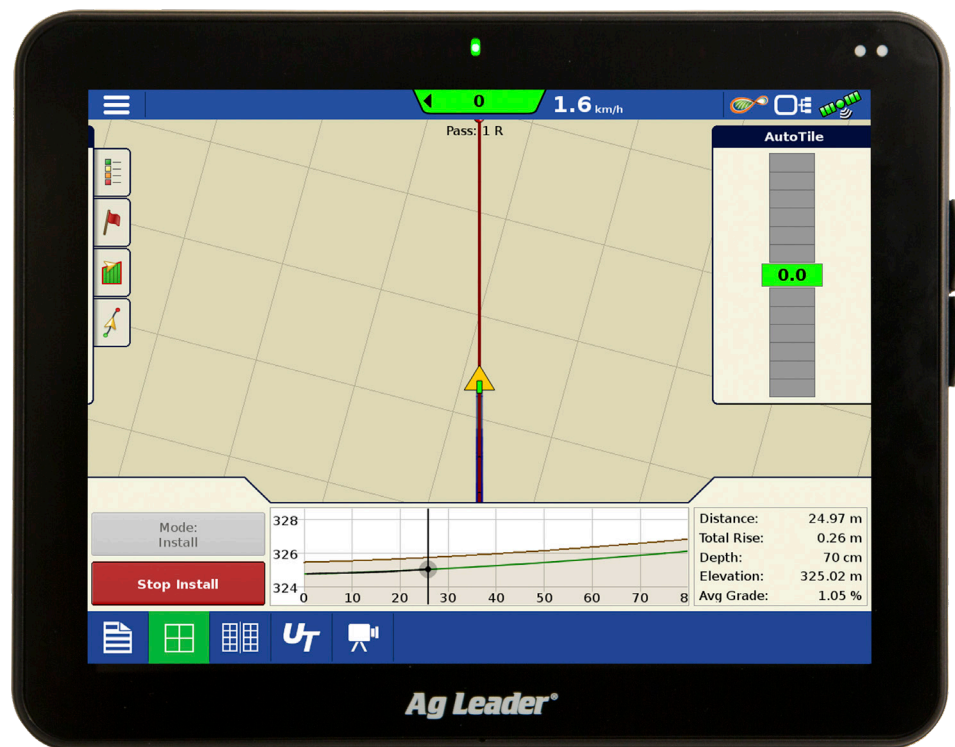 0
1.6 km/h
Pass: 1 R
AutoTile
0.0
Mode:
Install
Stop Install
328
326
324
0 10 20 30 40 50 60 70 8
Distance: 24.97 m
Total Rise: 0.26 m
Depth: 70 cm
Elevation: 325.02 m
Avg Grade: 1.05 %
UT
Ag Leader®